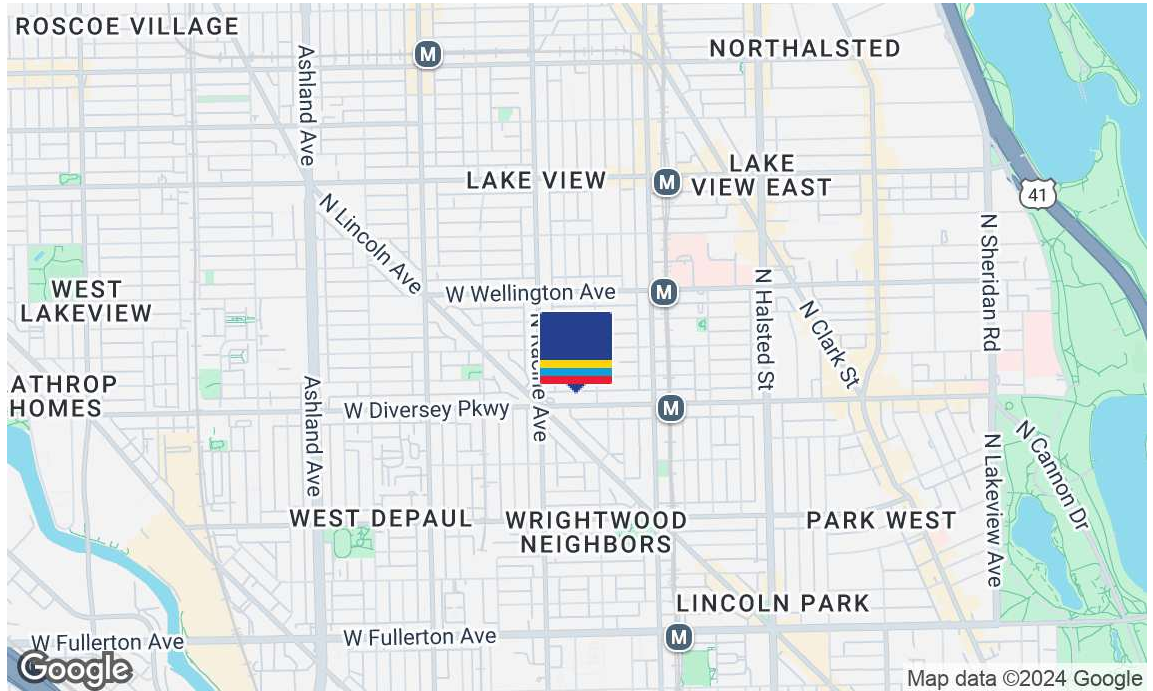 ROSCOE VILLAGE
Ashland Ave
M
NORTHALSTED
LAKE VIEW
M
LAKE
VIEW EAST
41
N Lincoln Ave
N Sheridan Rd
WEST
LAKEVIEW
W Wellington Ave
M
N Halsted St
N Clark St
N Racine Ave
ATHROP
HOMES
Ashland Ave
W Diversey Pkwy
M
N Lakeview Ave
N Cannon Dr
WEST DEPAUL
WRIGHTWOOD
NEIGHBORS
PARK WEST
LINCOLN PARK
W Fullerton Ave
W Fullerton Ave
M
Google
Map data ©2024 Google